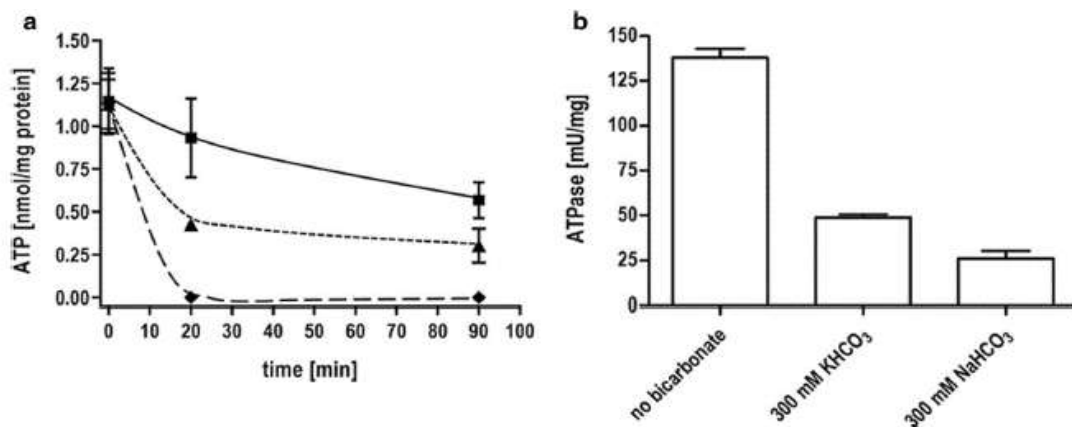 a
ATP [nmol/mg protein]
1.50
1.25
1.00
0.75
0.50
0.25
0.00
0 10 20 30 40 50 60 70 80 90 100
time [min]
b
ATPase [mU/mg]
150
125
100
75
50
25
0
no bicarbonate
300 mM KHCO₃
300 mM NaHCO₃